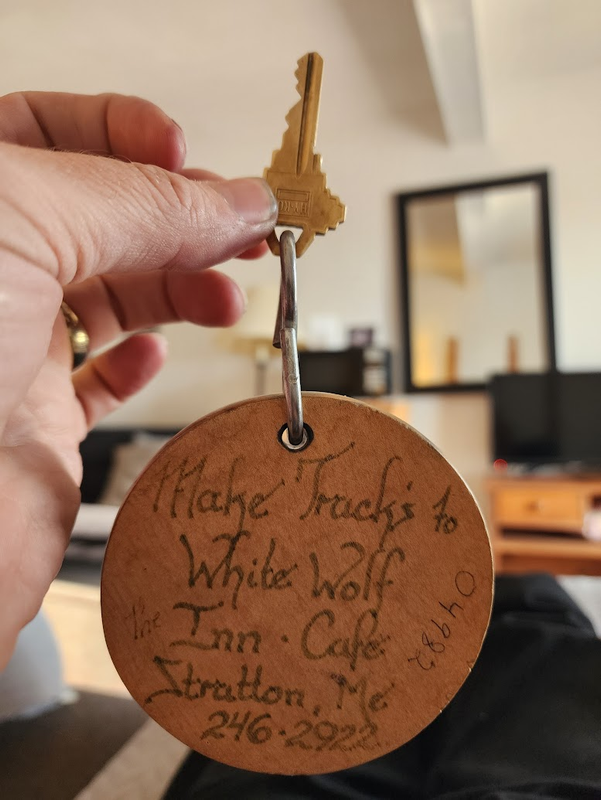 Make Tracks to
White Wolf
the Inn · Cafe
Stratton, Me
246-2922
04982